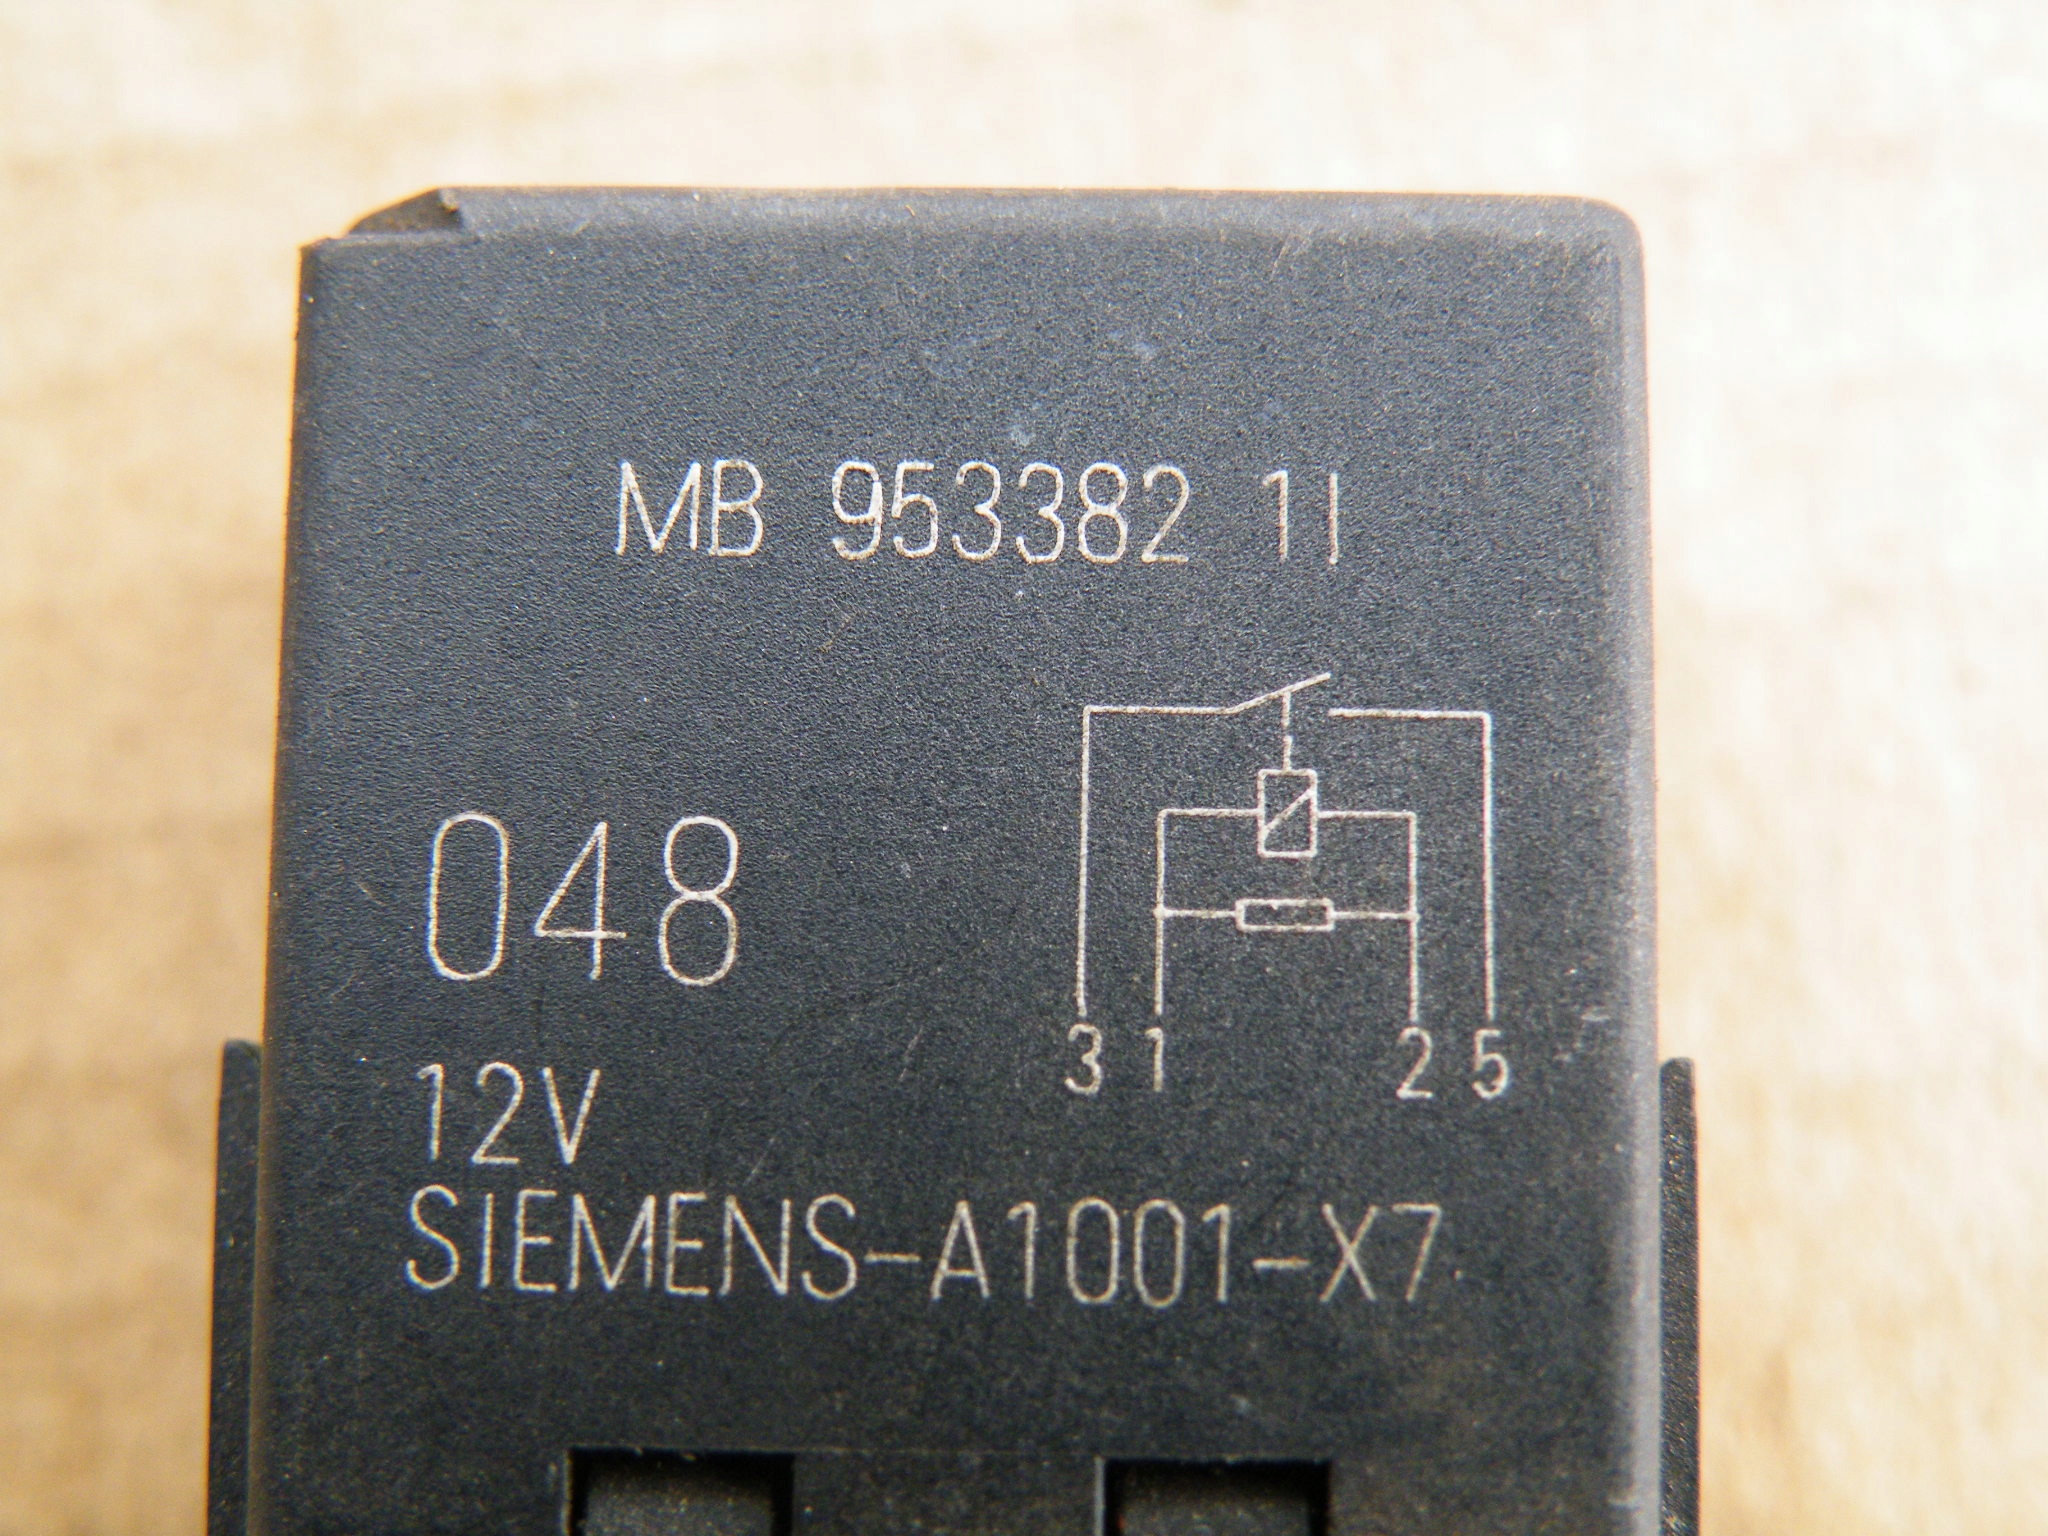 MB 953382 1I
048
3 1 2 5
12V
SIEMENS-A1001-X7